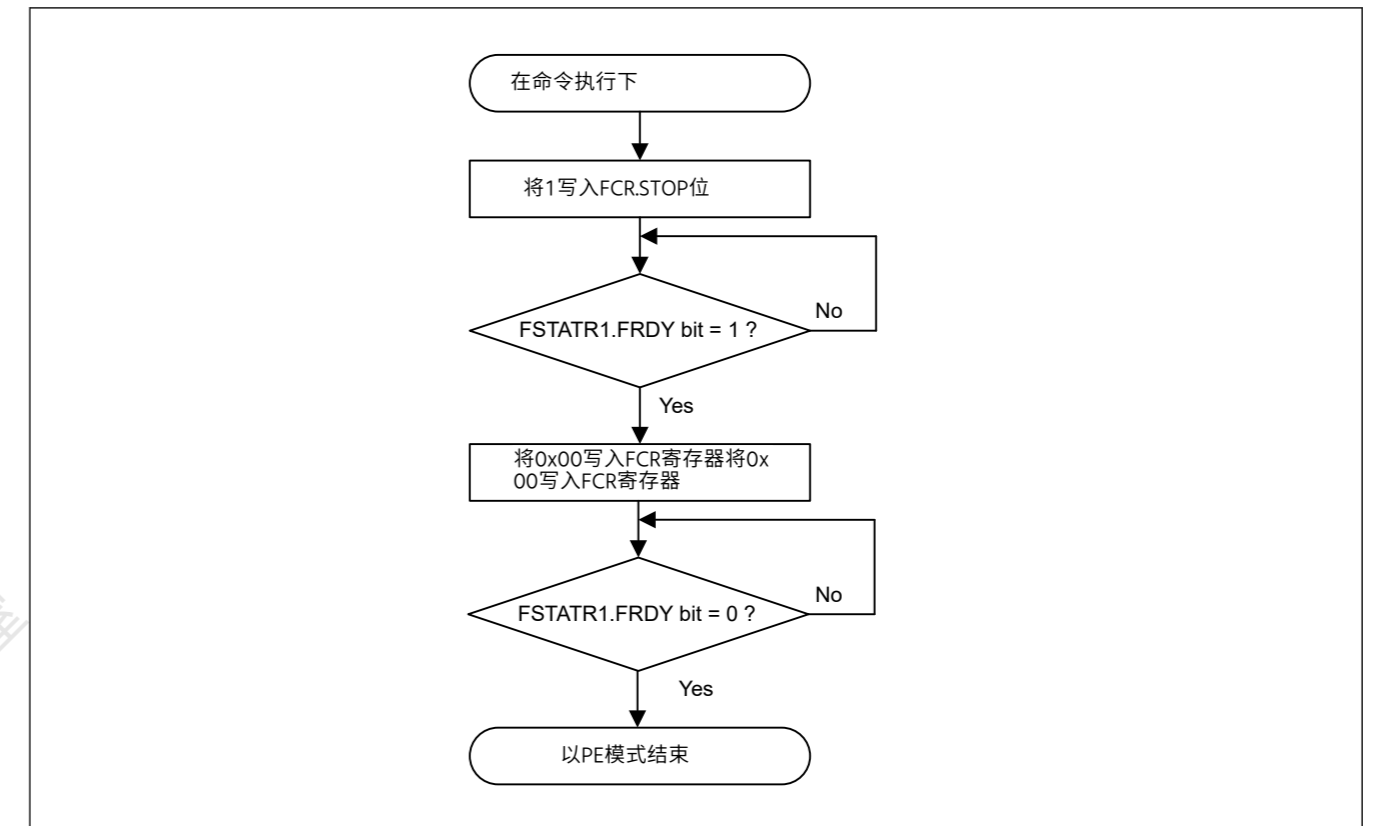 在命令执行下
将1写入FCR.STOP位
No
FSTATR1.FRDY bit = 1 ?
Yes
将0x00写入FCR寄存器将0x
00写入FCR寄存器
No
FSTATR1.FRDY bit = 0 ?
Yes
以PE模式结束